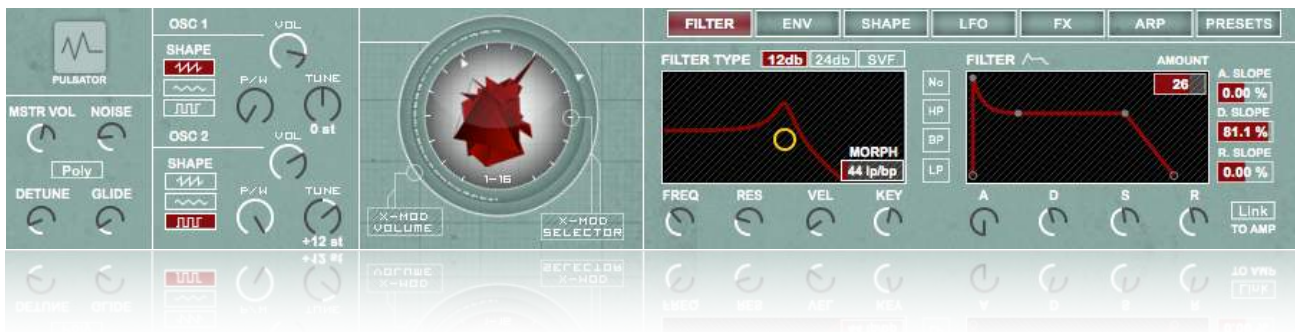 PULSATOR
MSTR VOL NOISE
Poly
DETUNE GLIDE
OSC 1
VOL
SHAPE
P/W TUNE
0 st
OSC 2
VOL
SHAPE
P/W TUNE
+12 st
1-16
X-MOD
VOLUME
X-MOD
SELECTOR
FILTER ENV SHAPE LFO FX ARP PRESETS
FILTER TYPE 12db 24db SVF
No
HP
BP
LP
MORPH
44 lp/bp
FREQ RES VEL KEY
FILTER AMOUNT
26
A. SLOPE
0.00 %
D. SLOPE
81.1 %
R. SLOPE
0.00 %
A D S R
Link
TO AMP